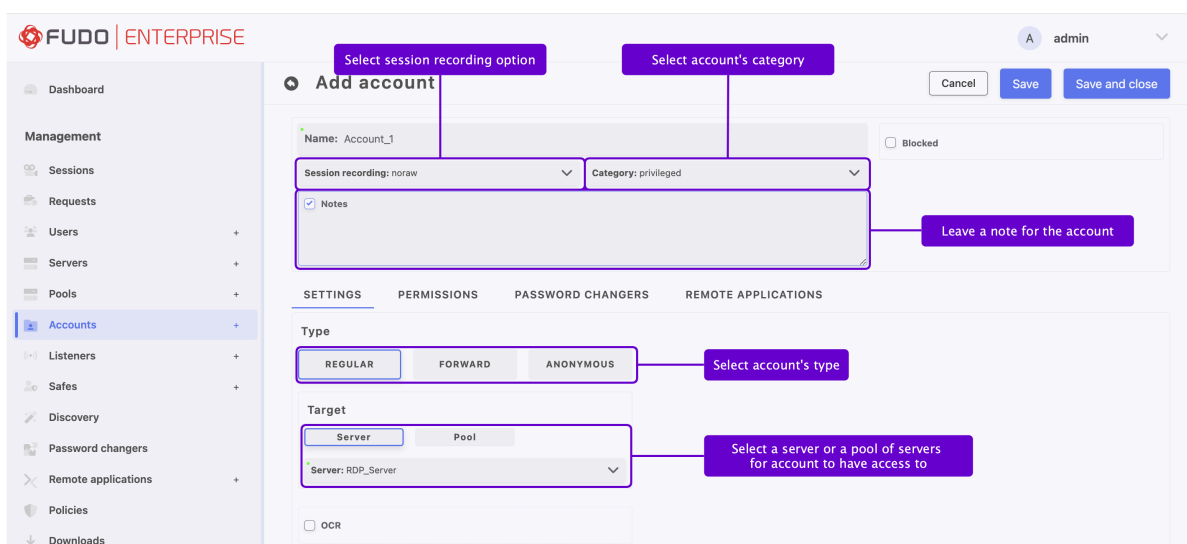 FUDO ENTERPRISE
A admin
Select session recording option
Select account's category
Dashboard
Add account
Cancel
Save
Save and close
Management
Name: Account_1
Blocked
Sessions
Session recording: noraw
Category: privileged
Requests
Notes
Users +
Leave a note for the account
Servers +
Pools +
SETTINGS PERMISSIONS PASSWORD CHANGERS REMOTE APPLICATIONS
Accounts +
Type
Listeners +
REGULAR FORWARD ANONYMOUS
Select account's type
Safes +
Target
Discovery
Server Pool
Password changers
Select a server or a pool of servers
for account to have access to
Server: RDP_Server
Remote applications +
Policies
OCR
Downloads